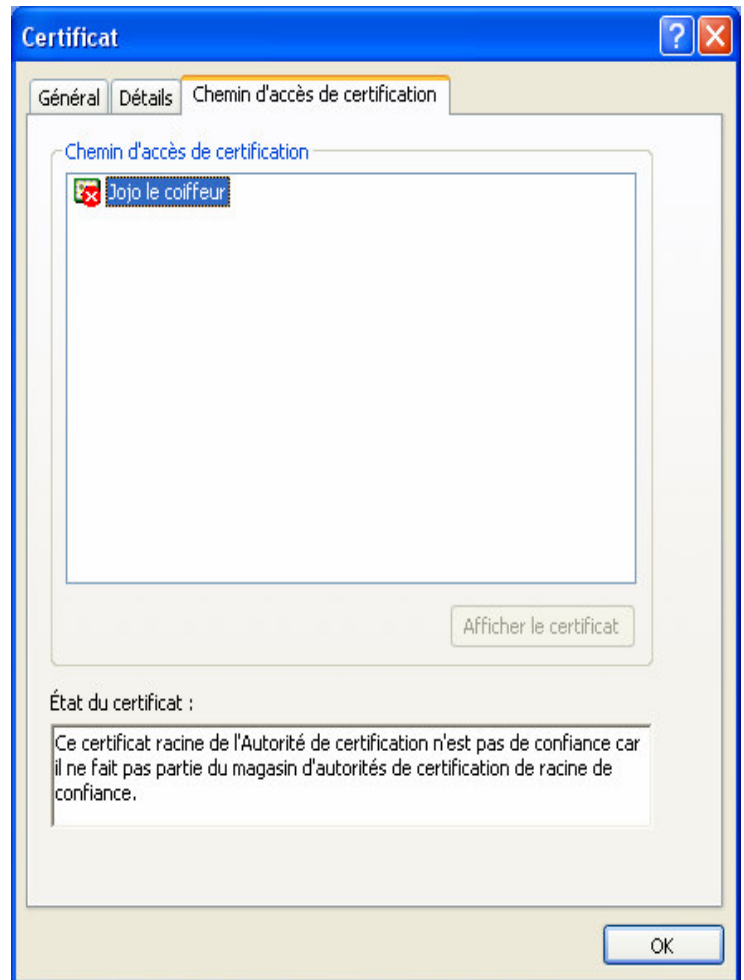 Certificat
Général Détails Chemin d'accès de certification
Chemin d'accès de certification
Jojo le coiffeur
Afficher le certificat
État du certificat :
Ce certificat racine de l'Autorité de certification n'est pas de confiance car
il ne fait pas partie du magasin d'autorités de certification de racine de
confiance.
OK